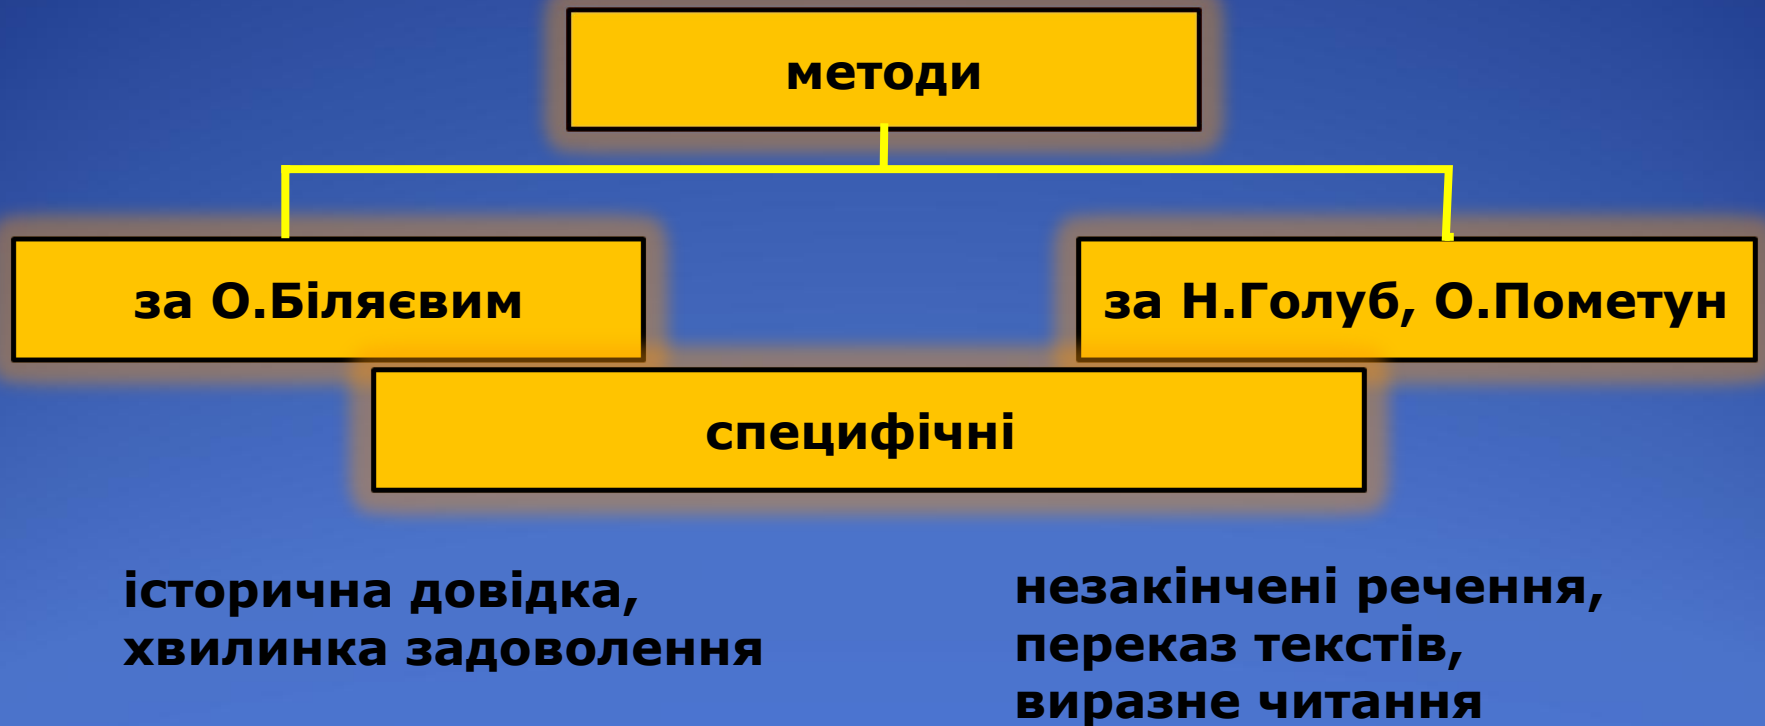 методи
за О.Біляєвим
за Н.Голуб, О.Пометун
специфічні
історична довідка,
хвилинка задоволення
незакінчені речення,
переказ текстів,
виразне читання